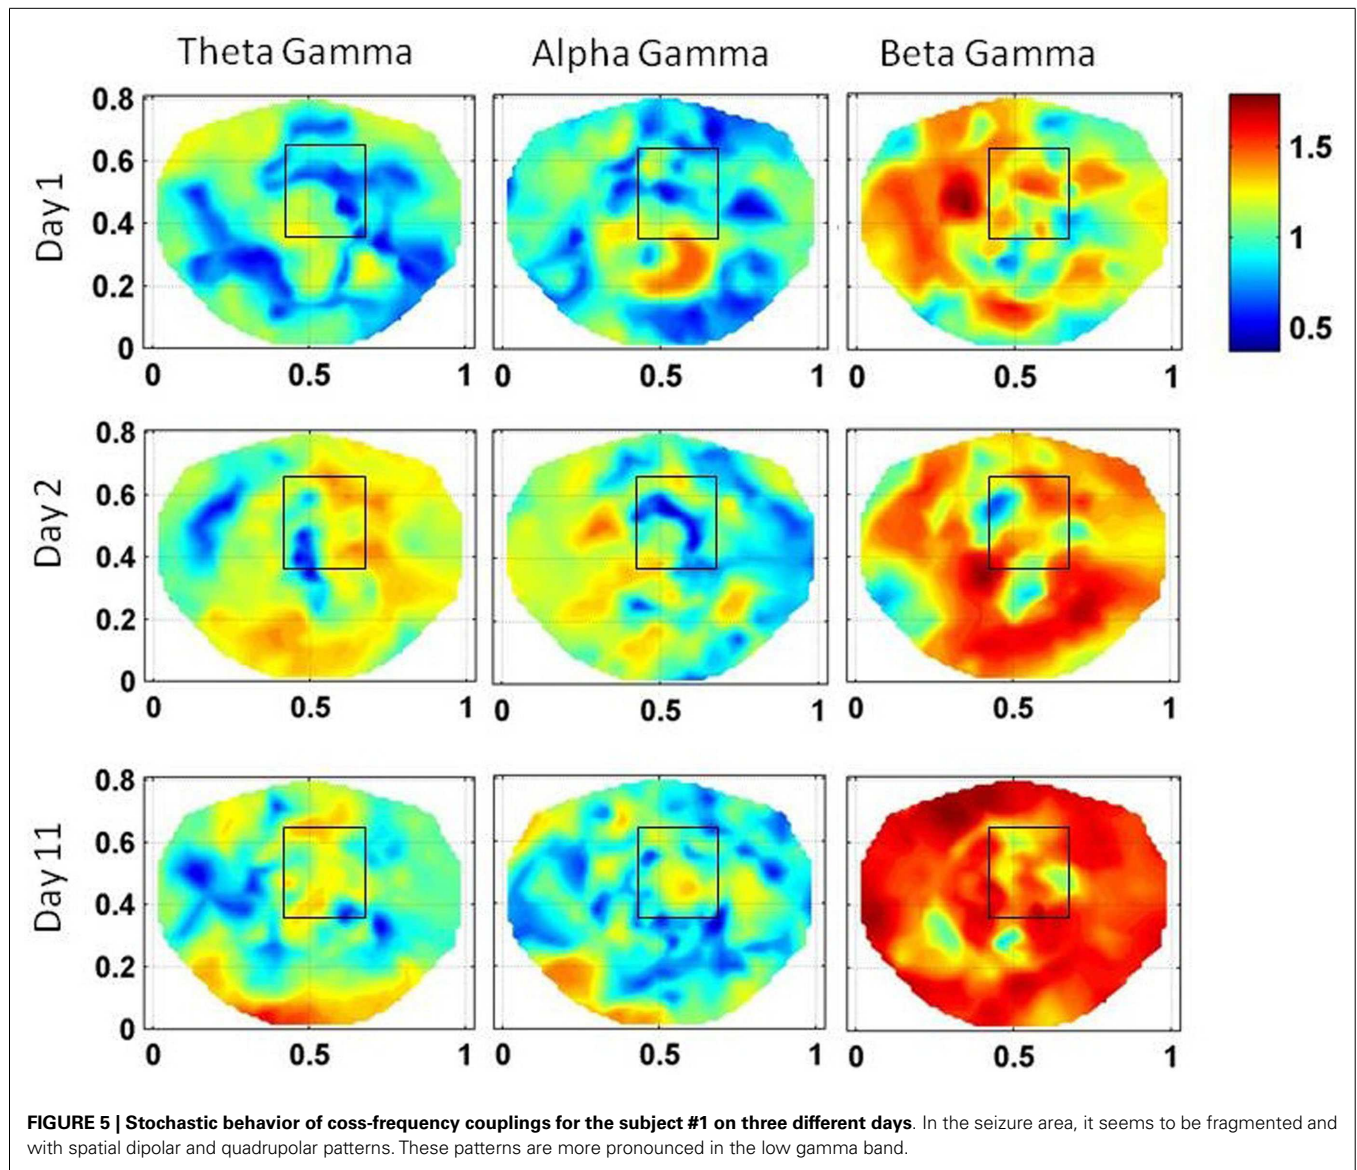 Theta Gamma Alpha Gamma Beta Gamma
Day 1
0.8
0.6
0.4
0.2
0
0 0.5 1 0 0.5 1 0 0.5 1
1.5
1
0.5
Day 2
0.8
0.6
0.4
0.2
0
0 0.5 1 0 0.5 1 0 0.5 1
Day 11
0.8
0.6
0.4
0.2
0
0 0.5 1 0 0.5 1 0 0.5 1
FIGURE 5 | Stochastic behavior of coss-frequency couplings for the subject #1 on three different days. In the seizure area, it seems to be fragmented and
with spatial dipolar and quadrupolar patterns. These patterns are more pronounced in the low gamma band.